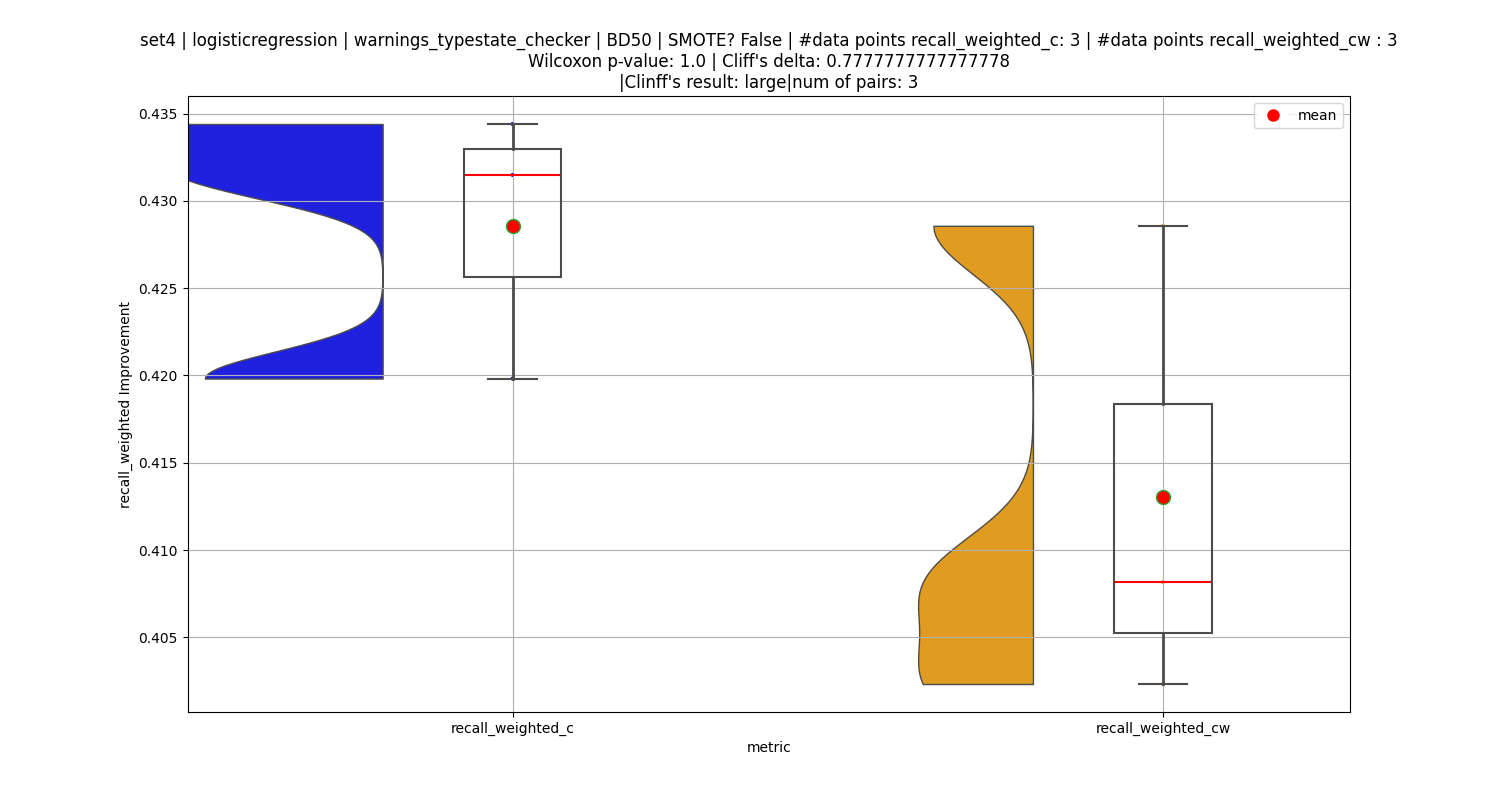 set4 | logisticregression | warnings_typestate_checker | BD50 | SMOTE? False | #data points recall_weighted_c: 3 | #data points recall_weighted_cw : 3
Wilcoxon p-value: 1.0 | Cliff's delta: 0.7777777777777778
|Clinff's result: large|num of pairs: 3
mean
0.435
0.430
0.425
0.420
0.415
0.410
0.405
recall_weighted Improvement
recall_weighted_c
recall_weighted_cw
metric